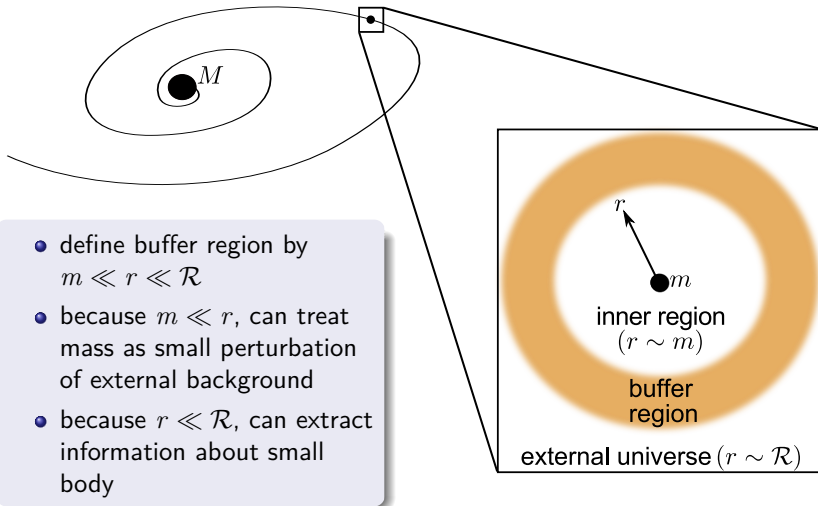 M
define buffer region by
m ≪ r ≪ ℛ
because m ≪ r, can treat
mass as small perturbation
of external background
because r ≪ ℛ, can extract
information about small
body
r
m
inner region
(r ∼ m)
buffer
region
external universe (r ∼ ℛ)